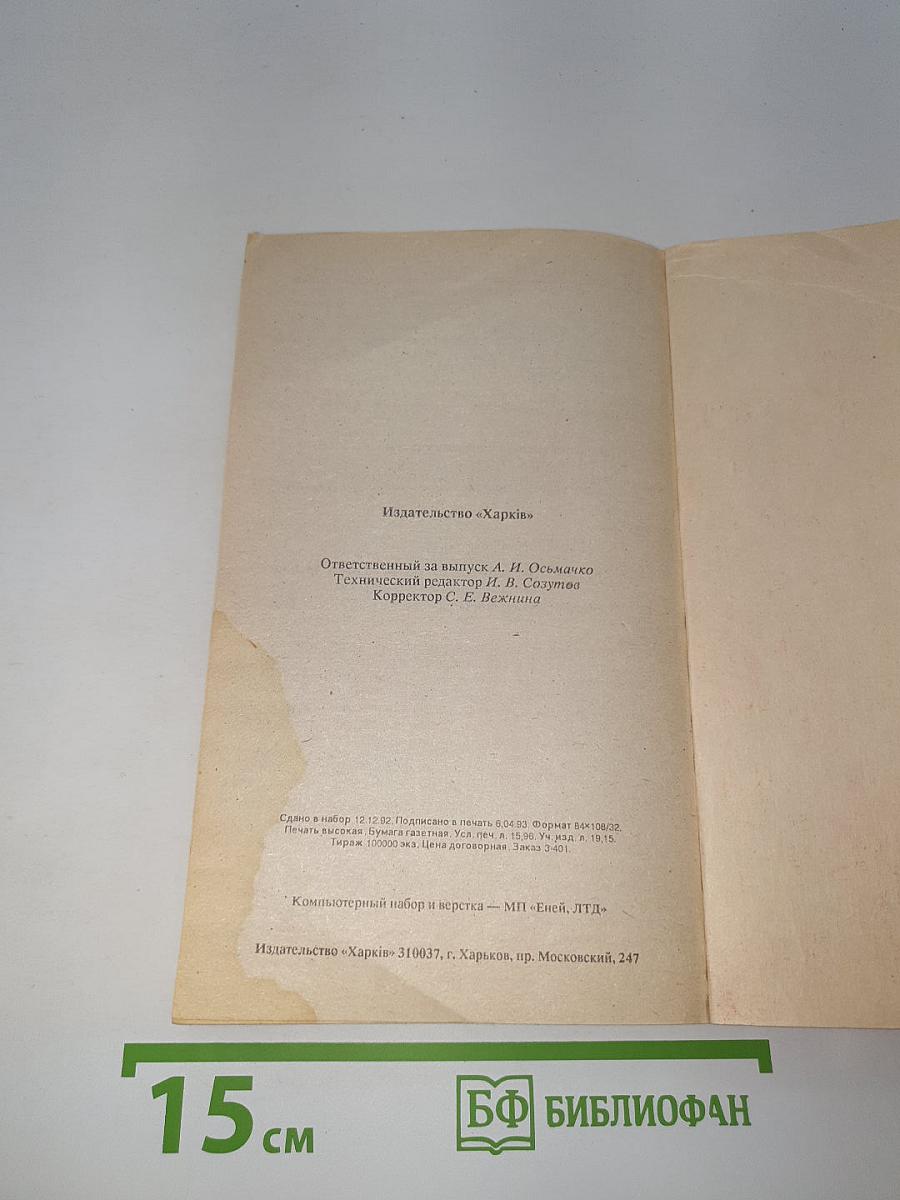 Издательство «Харків»
Ответственный за выпуск А. И. Осьмачко
Технический редактор И. В. Созутов
Корректор С. Е. Вежнина
Сдано в набор 12.12.92. Подписано в печать 6.04.93. Формат 84×108/32.
Печать высокая. Бумага газетная. Усл. печ. л. 15,96. Уч. изд. л. 19,15.
Тираж 100000 экз. Цена договорная. Заказ 3-401.
Компьютерный набор и верстка — МП «Еней, ЛТД»
Издательство «Харків» 310037, г. Харьков, пр. Московский, 247
15 см
БФ БИБЛИОФАН